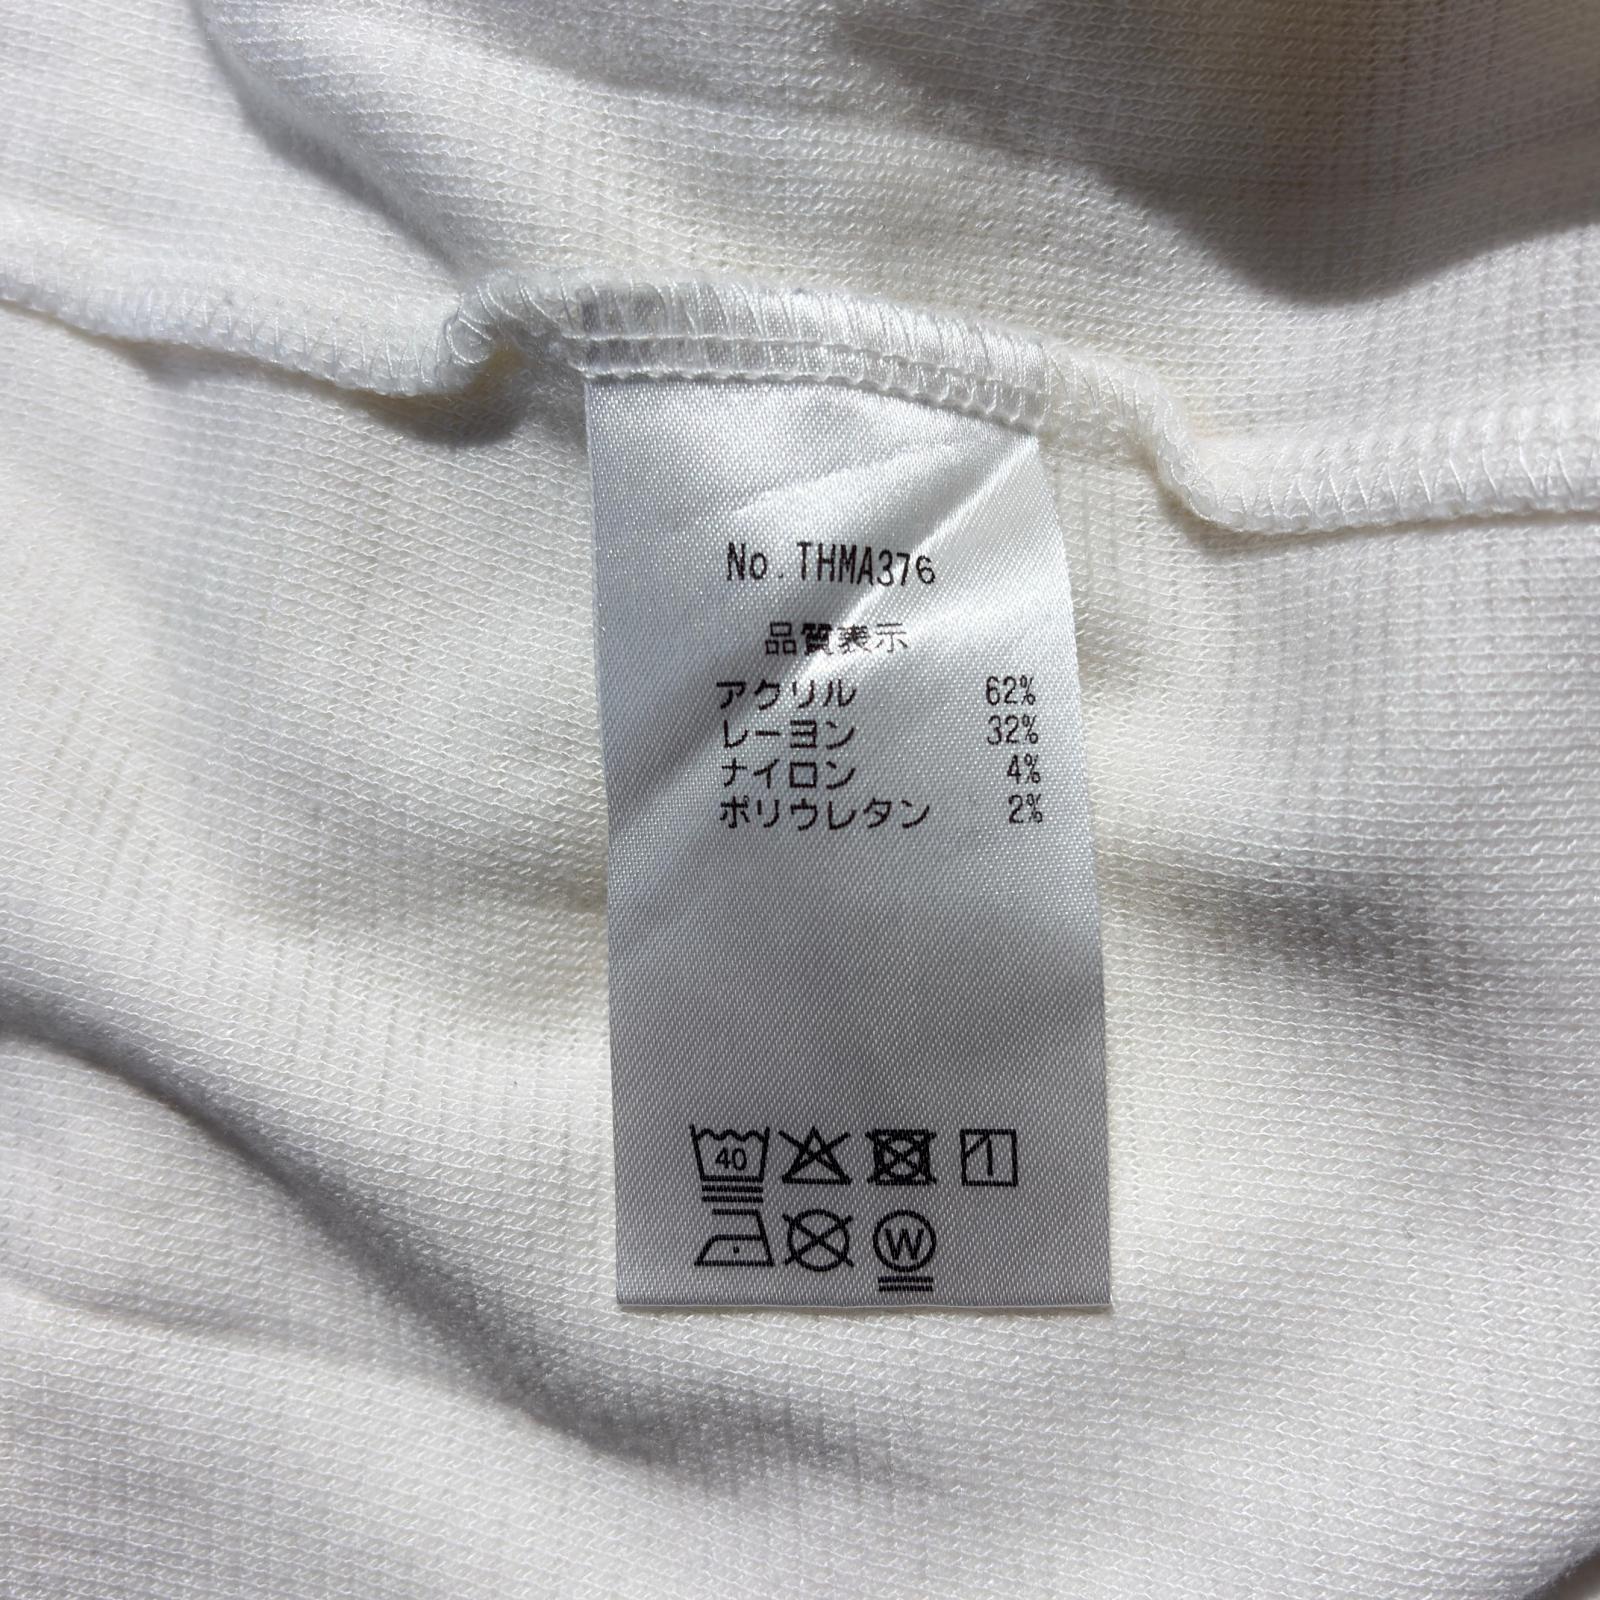 No.THMA376
品質表示
アクリル 62%
レーヨン 32%
ナイロン 4%
ポリウレタン 2%
40
W